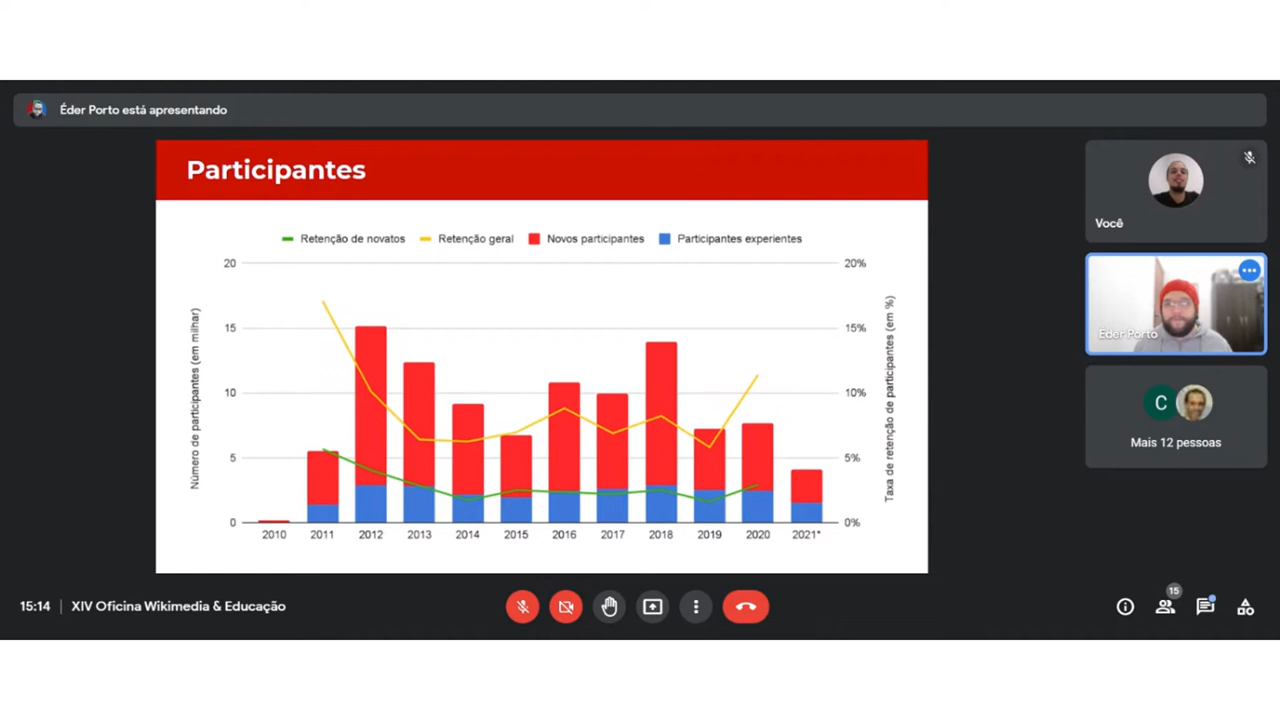 Éder Porto está apresentando
Participantes
Retenção de novatos Retenção geral Novos participantes Participantes experientes
Número de participantes (em milhar)
20
15
10
5
0
20%
15%
10%
5%
0%
Taxa de retenção de participantes (em %)
2010 2011 2012 2013 2014 2015 2016 2017 2018 2019 2020 2021*
Você
Éder Porto
C
Mais 12 pessoas
15:14 | XIV Oficina Wikimedia & Educação
15